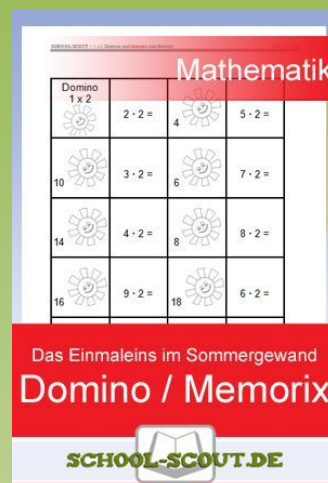 Mathematik
Domino
1 x 2
2 · 2 =
4
5 · 2 =
10
3 · 2 =
6
7 · 2 =
14
4 · 2 =
8
8 · 2 =
16
9 · 2 =
18
6 · 2 =
Das Einmaleins im Sommergewand
Domino / Memorix
SCHOOL-SCOUT.DE